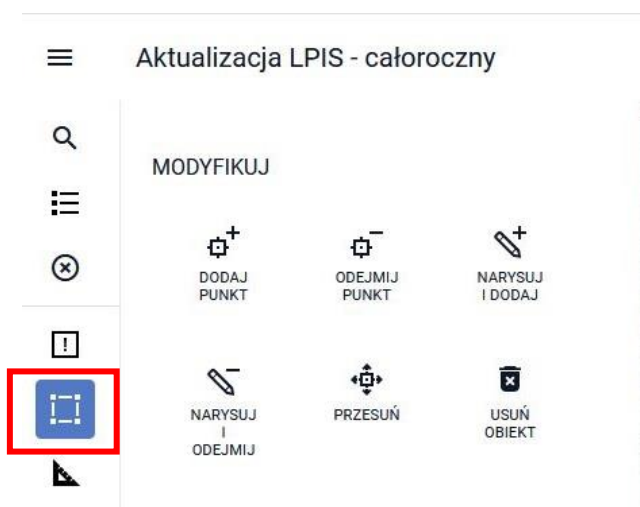 Aktualizacja LPIS - całoroczny
MODYFIKUJ
DODAJ
PUNKT
ODEJMIJ
PUNKT
NARYSUJ
I DODAJ
NARYSUJ
I
ODEJMIJ
PRZESUŃ
USUŃ
OBIEKT